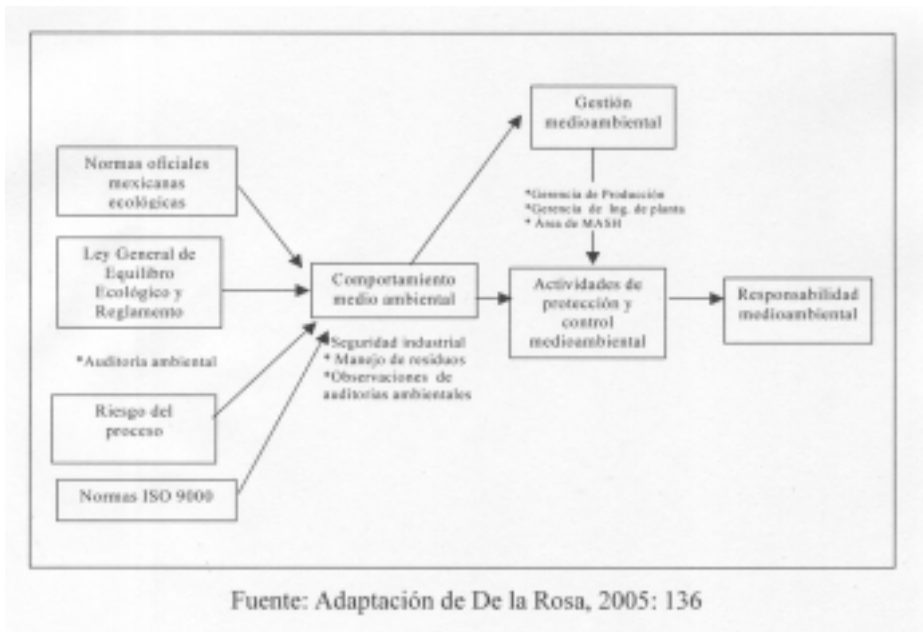 Gestión
medioambiental
Normas oficiales
mexicanas
ecológicas
*Gerencia de Producción
*Gerencia de Ing. de planta
* Área de MASH
Ley General de
Equilibro
Ecológico y
Reglamento
Comportamiento
medio ambiental
Actividades de
protección y
control
medioambiental
Responsabilidad
medioambiental
*Auditoria ambiental
*Seguridad industrial
* Manejo de residuos
*Observaciones de
auditorias ambientales
Riesgo del
proceso
Normas ISO 9000
Fuente: Adaptación de De la Rosa, 2005: 136